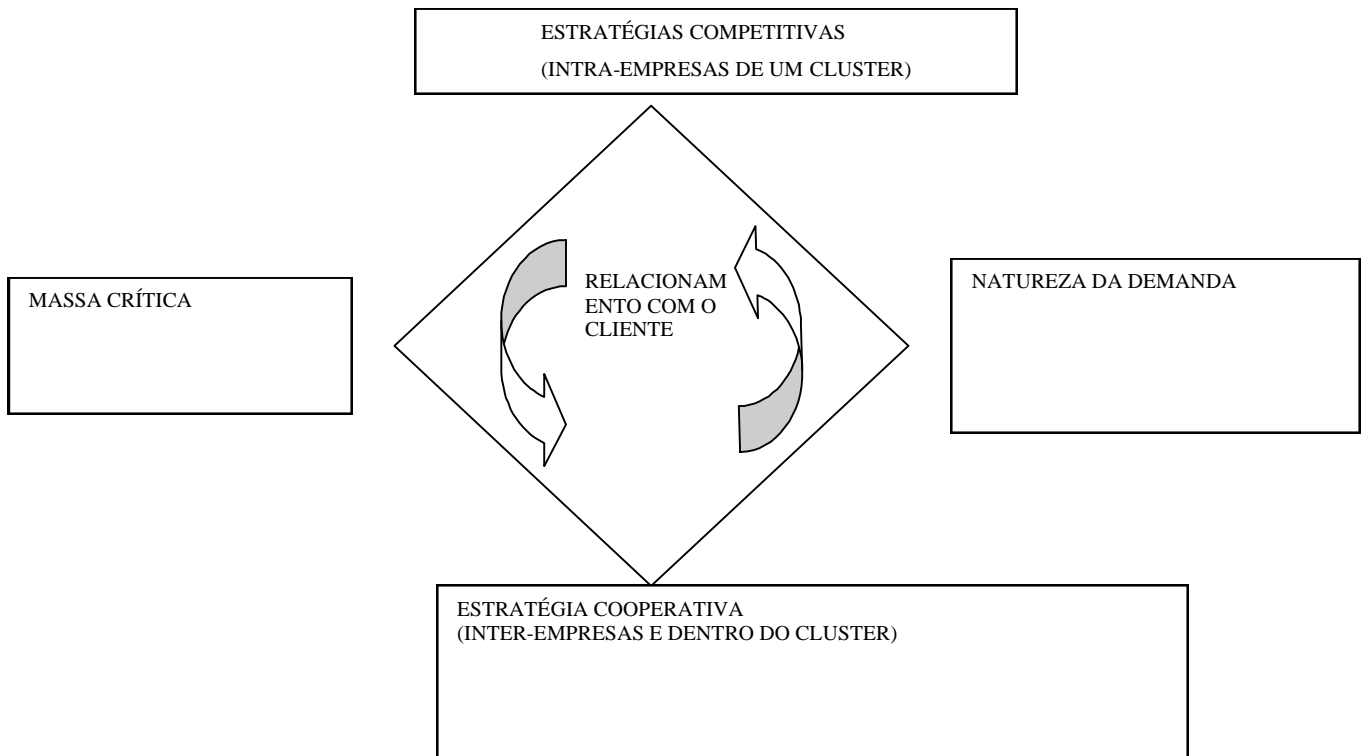 ESTRATÉGIAS COMPETITIVAS
(INTRA-EMPRESAS DE UM CLUSTER)
MASSA CRÍTICA
RELACIONAM
ENTO COM O
CLIENTE
NATUREZA DA DEMANDA
ESTRATÉGIA COOPERATIVA
(INTER-EMPRESAS E DENTRO DO CLUSTER)